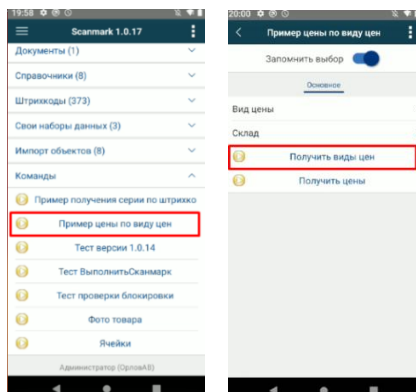 19:58
Scanmark 1.0.17
Документы (1)
Справочники (8)
Штрихкоды (373)
Свои наборы данных (3)
Импорт объектов (8)
Команды
Пример получения серии по штрихко
Пример цены по виду цен
Тест версии 1.0.14
Тест ВыполнитьСканмарк
Тест проверки блокировки
Фото товара
Ячейки
Администратор (ОрловАВ)
20:00
Пример цены по виду цен
Запомнить выбор
Основное
Вид цены
Склад
Получить виды цен
Получить цены